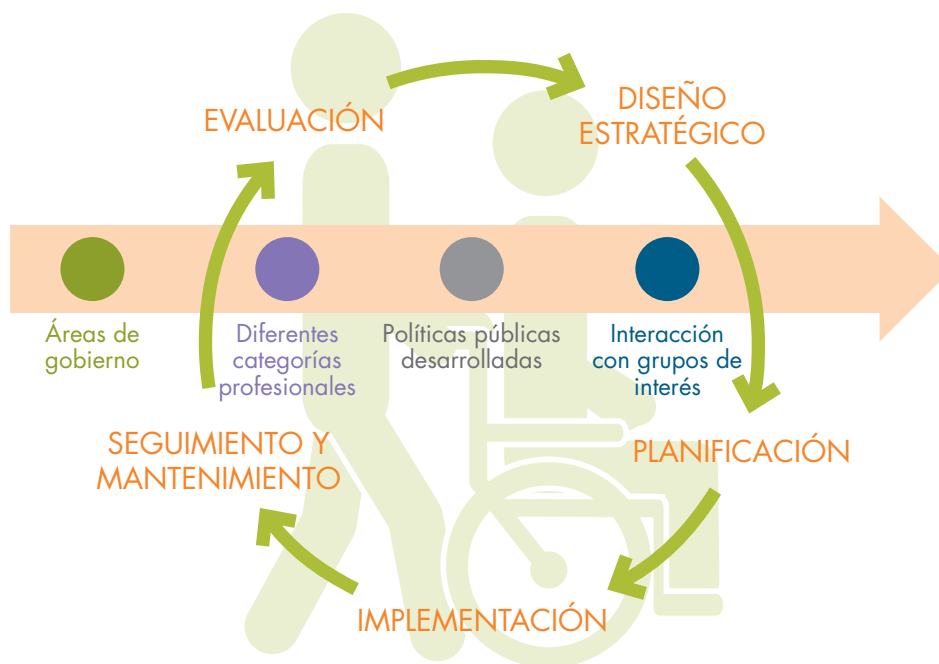 EVALUACIÓN
DISEÑO
ESTRATÉGICO
Áreas de
gobierno
Diferentes
categorías
profesionales
Políticas públicas
desarrolladas
Interacción
con grupos de
interés
SEGUIMIENTO Y
MANTENIMIENTO
PLANIFICACIÓN
IMPLEMENTACIÓN